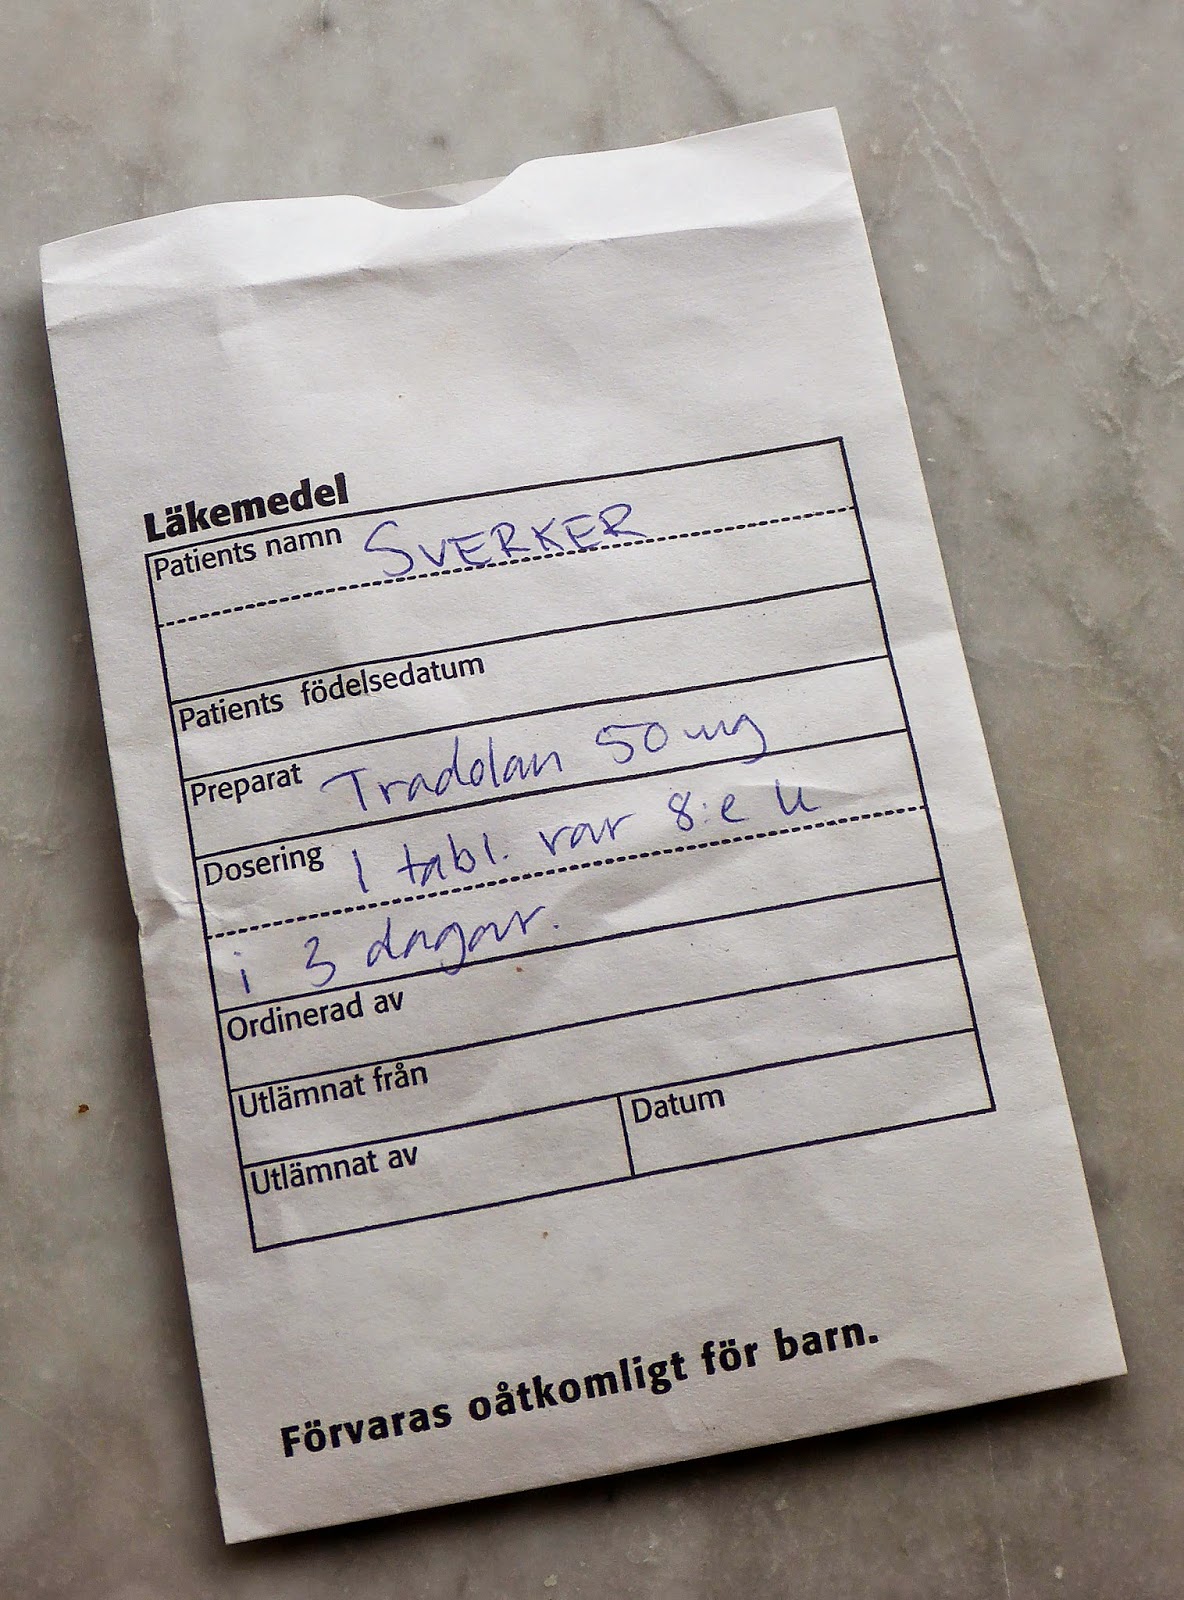 Läkemedel
Patients namn SVERKER
Patients födelsedatum
Preparat Tradolan 50 mg
Dosering 1 tabl. var 8:e
i 3 dagar.
Ordinerad av
Utlämnat från
Utlämnat av Datum
Förvaras oåtkomligt för barn.